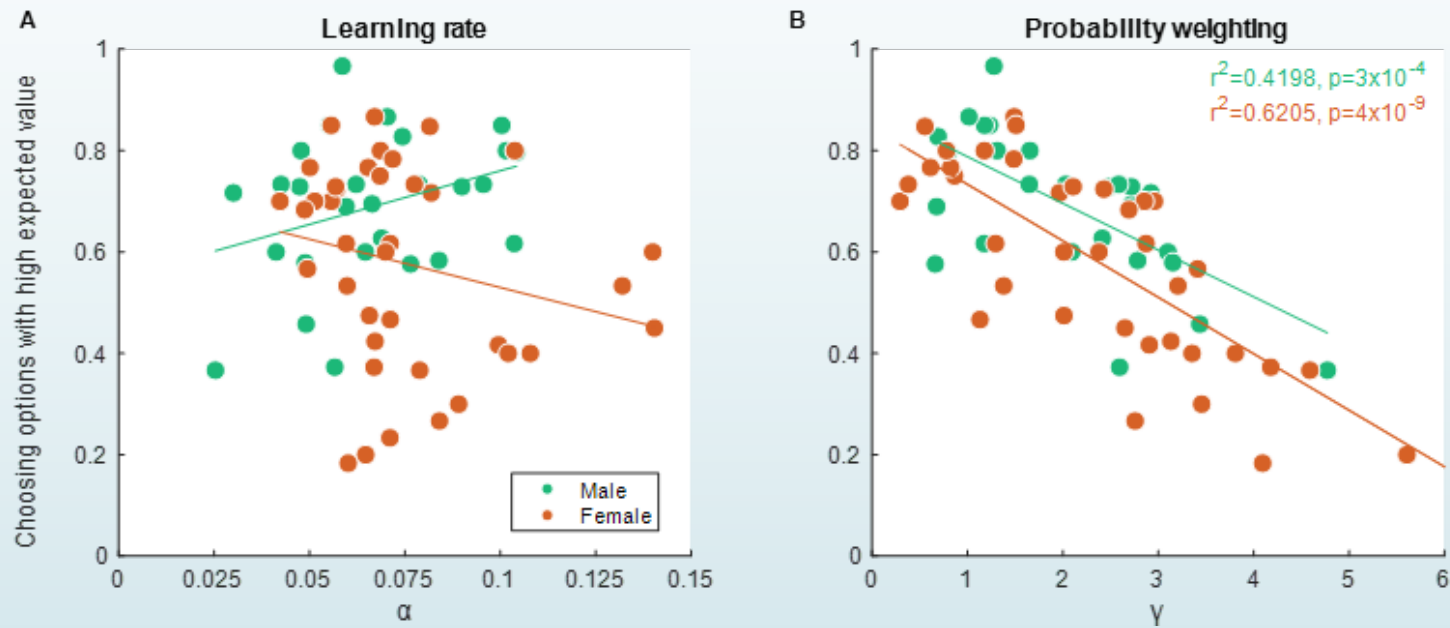 A
Learning rate
Choosing options with high expected value
1
0.8
0.6
0.4
0.2
0
0
0.025
0.05
0.075
0.1
0.125
0.15
α
Male
Female
B
Probability weighting
r²=0.4198, p=3x10⁻⁴
r²=0.6205, p=4x10⁻⁹
1
0.8
0.6
0.4
0.2
0
0
1
2
3
4
5
6
γ